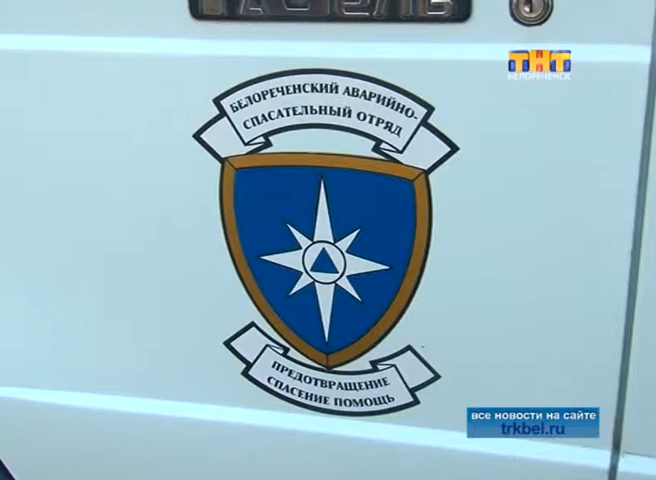 ТНТ
БЕЛОРЕЧЕНСК
БЕЛОРЕЧЕНСКИЙ АВАРИЙНО-
СПАСАТЕЛЬНЫЙ ОТРЯД
ПРЕДОТВРАЩЕНИЕ
СПАСЕНИЕ ПОМОЩЬ
все новости на сайте
trkbel.ru